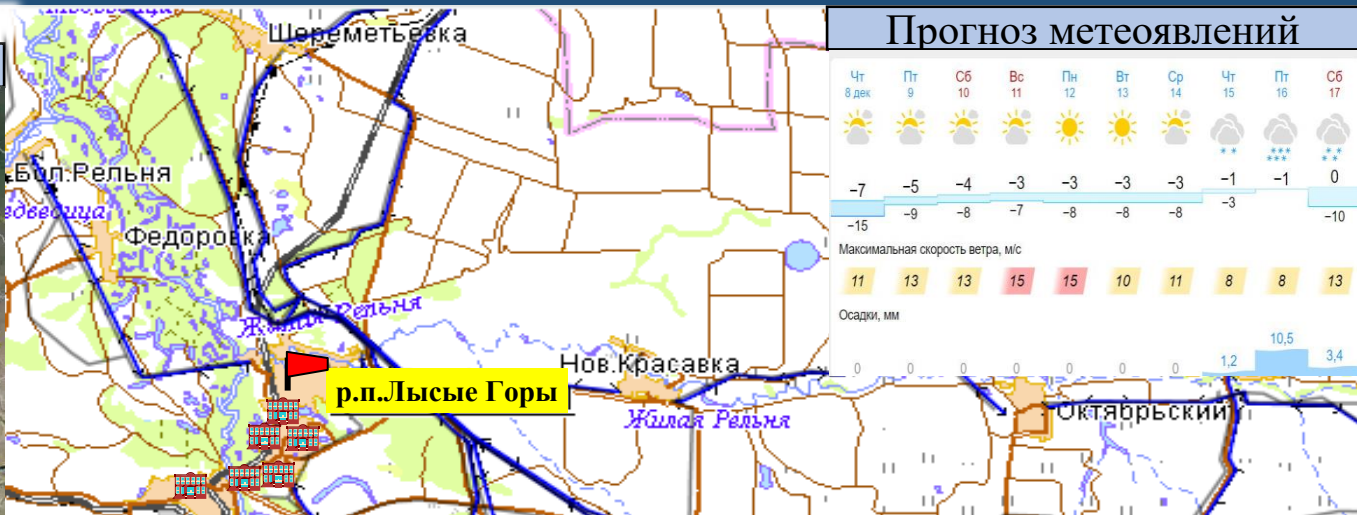 Шереметьевка
Бол.Рельня
Федоровка
Жилая Рельня
р.п.Лысые Горы
Нов.Красавка
Жилая Рельня
Октябрьский
Прогноз метеоявлений
Чт Пт Сб Вс Пн Вт Ср Чт Пт Сб
8 дек 9 10 11 12 13 14 15 16 17
−7 −5 −4 −3 −3 −3 −3 −1 −1 0
−15 −9 −8 −7 −8 −8 −8 −3 −10
Максимальная скорость ветра, м/с
11 13 13 15 15 10 11 8 8 13
Осадки, мм
0 0 0 0 0 0 0 1,2 10,5 3,4